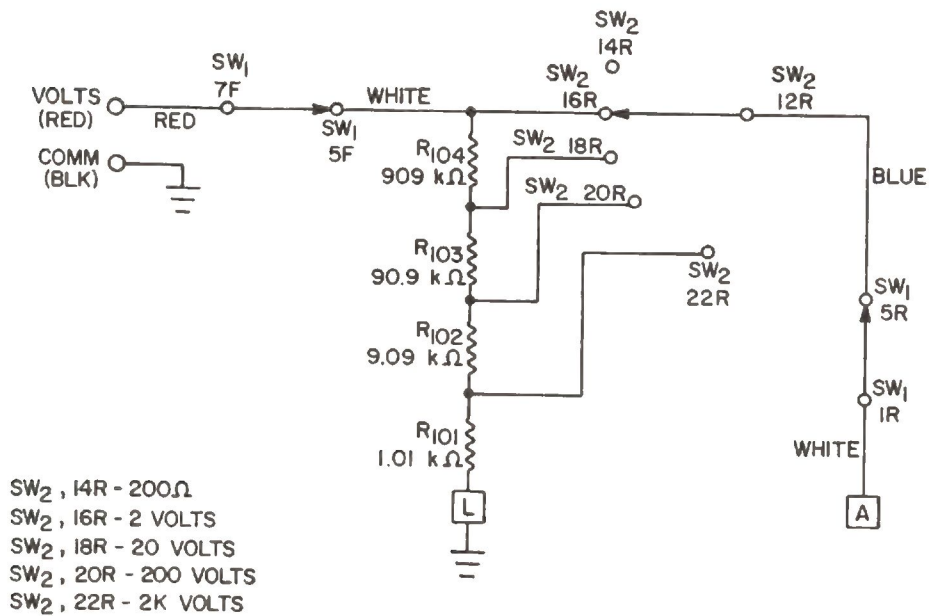 SW₂
14R
SW₁
7F
SW₂
16R
SW₂
12R
VOLTS
(RED)
RED
WHITE
SW₁
5F
COMM
(BLK)
R₁₀₄
909 kΩ
SW₂ 18R
SW₂ 20R
BLUE
R₁₀₃
90.9 kΩ
SW₂
22R
SW₁
5R
R₁₀₂
9.09 kΩ
SW₁
1R
R₁₀₁
1.01 kΩ
WHITE
L
A
SW₂, 14R - 200Ω
SW₂, 16R - 2 VOLTS
SW₂, 18R - 20 VOLTS
SW₂, 20R - 200 VOLTS
SW₂, 22R - 2K VOLTS